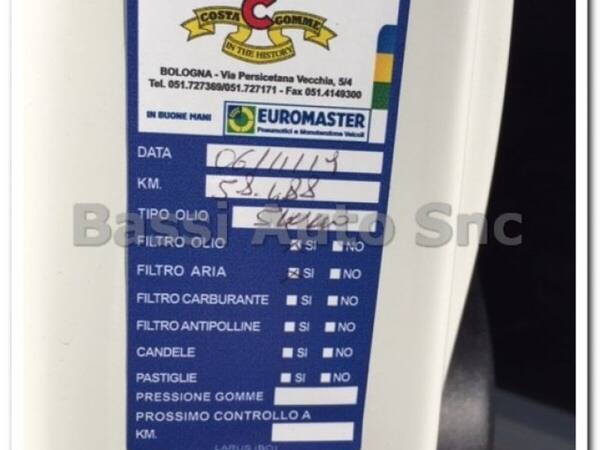 C
COSTA GOMME
IN THE HISTORY
BOLOGNA - Via Persicetana Vecchia, 5/4
Tel. 051.727369/051.727171 - Fax 051.4149300
IN BUONE MANI
EUROMASTER
Pneumatici e Manutenzione Veicoli
DATA 06/11/19
KM. 58.488
TIPO OLIO
Bassi Auto Snc
FILTRO OLIO SI NO
FILTRO ARIA SI NO
FILTRO CARBURANTE SI NO
FILTRO ANTIPOLLINE SI NO
CANDELE SI NO
PASTIGLIE SI NO
PRESSIONE GOMME
PROSSIMO CONTROLLO A
KM.
LARUS (BO)